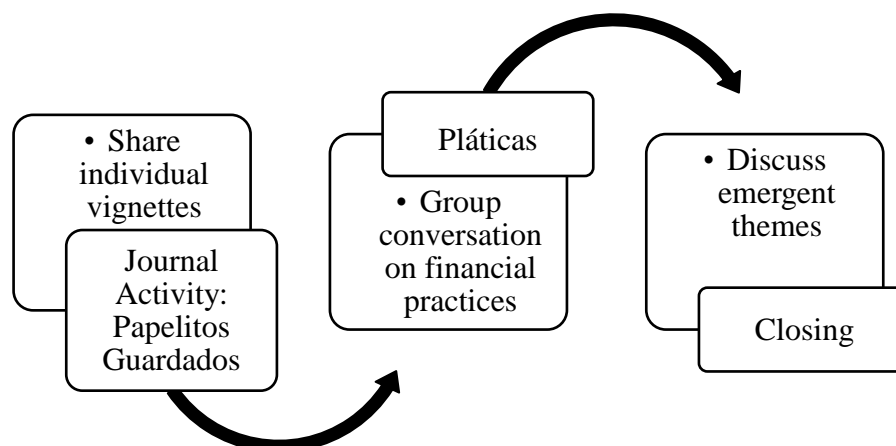 • Share
individual
vignettes
Journal
Activity:
Papelitos
Guardados
Pláticas
• Group
conversation
on financial
practices
• Discuss
emergent
themes
Closing